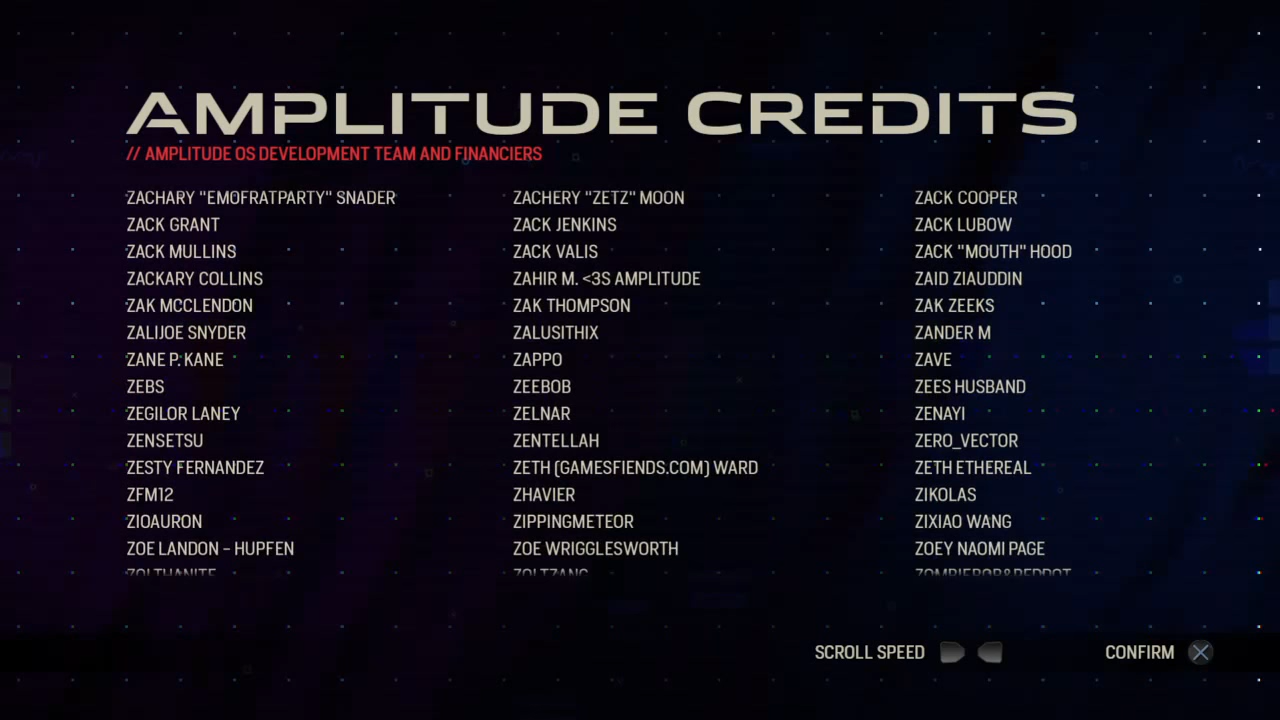 AMPLITUDE CREDITS
// AMPLITUDE OS DEVELOPMENT TEAM AND FINANCIERS
ZACHARY "EMOFRATPARTY" SNADER ZACHERY "ZETZ" MOON ZACK COOPER
ZACK GRANT ZACK JENKINS ZACK LUBOW
ZACK MULLINS ZACK VALIS ZACK "MOUTH" HOOD
ZACKARY COLLINS ZAHIR M. <3S AMPLITUDE ZAID ZIAUDDIN
ZAK MCCLENDON ZAK THOMPSON ZAK ZEEKS
ZALIJOE SNYDER ZALUSITHIX ZANDER M
ZANE P. KANE ZAPPO ZAVE
ZEBS ZEEBOB ZEES HUSBAND
ZEGILOR LANEY ZELNAR ZENAYI
ZENSETSU ZENTELLAH ZERO_VECTOR
ZESTY FERNANDEZ ZETH (GAMESFIENDS.COM) WARD ZETH ETHEREAL
ZFM12 ZHAVIER ZIKOLAS
ZIOAURON ZIPPINGMETEOR ZIXIAO WANG
ZOE LANDON - HUPFEN ZOE WRIGGLESWORTH ZOEY NAOMI PAGE
ZOLTHANITE ZOLTZANG
SCROLL SPEED CONFIRM